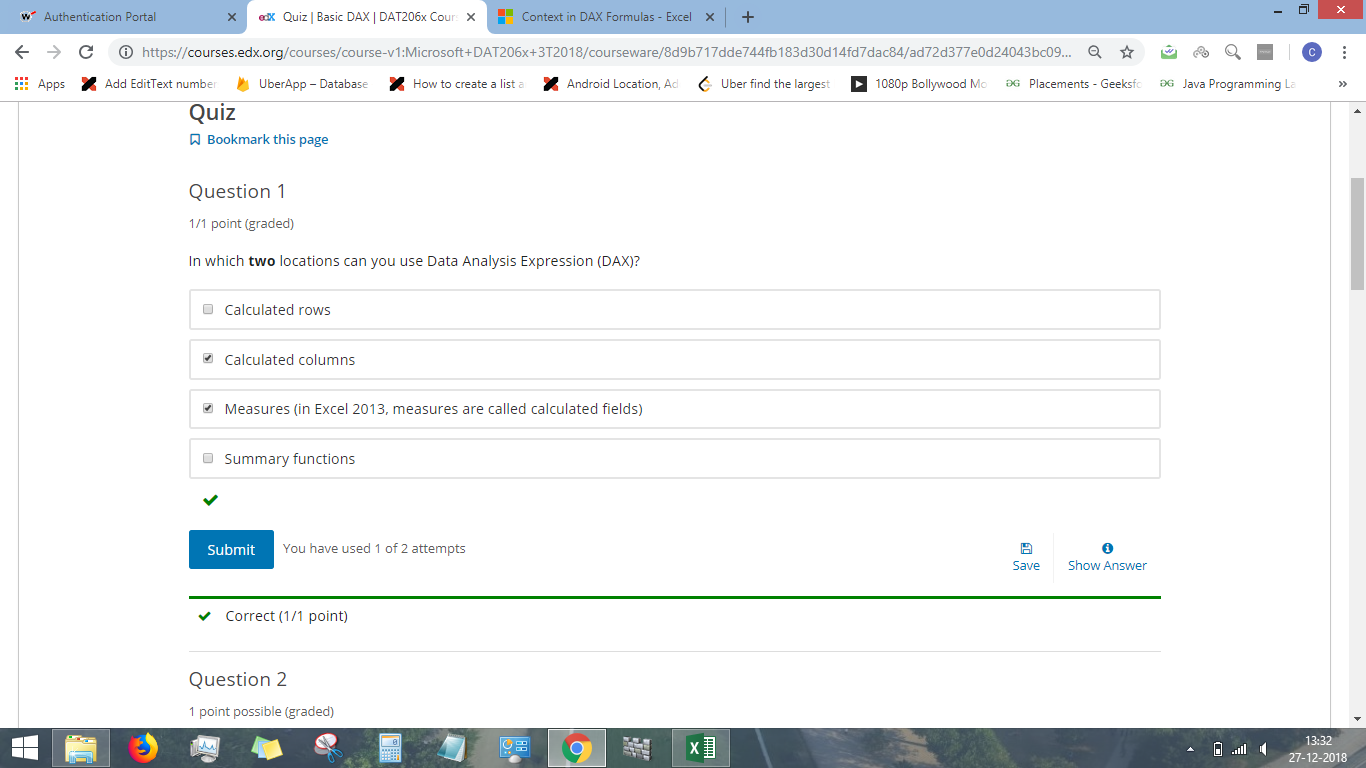 Authentication Portal
edX Quiz | Basic DAX | DAT206x Cour
Context in DAX Formulas - Excel
https://courses.edx.org/courses/course-v1:Microsoft+DAT206x+3T2018/courseware/8d9b717dde744fb183d30d14fd7dac84/ad72d377e0d24043bc09...
C
Apps
Add EditText number
UberApp – Database
How to create a list a
Android Location, Ad
Uber find the largest
1080p Bollywood Mo
Placements - Geeksfo
Java Programming La
»
Quiz
Bookmark this page
Question 1
1/1 point (graded)
In which two locations can you use Data Analysis Expression (DAX)?
Calculated rows
Calculated columns
Measures (in Excel 2013, measures are called calculated fields)
Summary functions
Submit
You have used 1 of 2 attempts
Save
Show Answer
Correct (1/1 point)
Question 2
1 point possible (graded)
13:32
27-12-2018